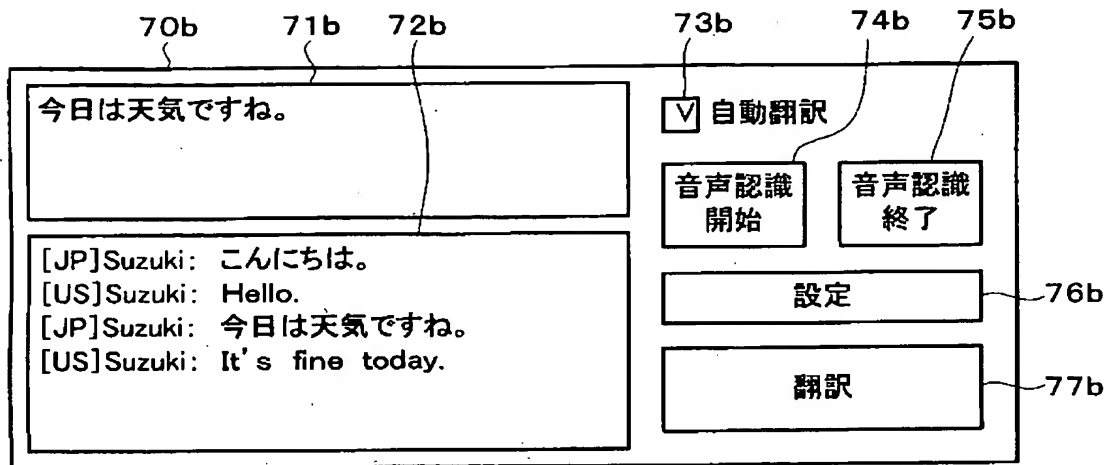 70b 71b 72b 73b 74b 75b
今日は天気ですね。
V 自動翻訳
音声認識
開始
音声認識
終了
[JP]Suzuki: こんにちは。
[US]Suzuki: Hello.
[JP]Suzuki: 今日は天気ですね。
[US]Suzuki: It's fine today.
設定
76b
翻訳
77b